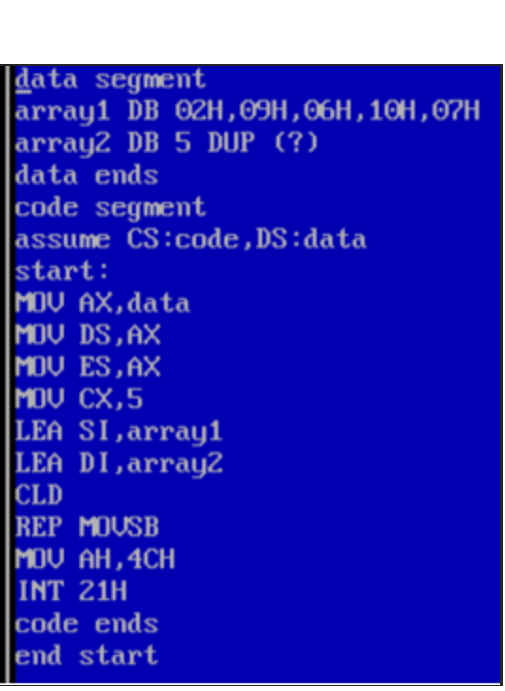 data segment
array1 DB 02H,09H,06H,10H,07H
array2 DB 5 DUP (?)
data ends
code segment
assume CS:code,DS:data
start:
MOV AX,data
MOV DS,AX
MOV ES,AX
MOV CX,5
LEA SI,array1
LEA DI,array2
CLD
REP MOVSB
MOV AH,4CH
INT 21H
code ends
end start